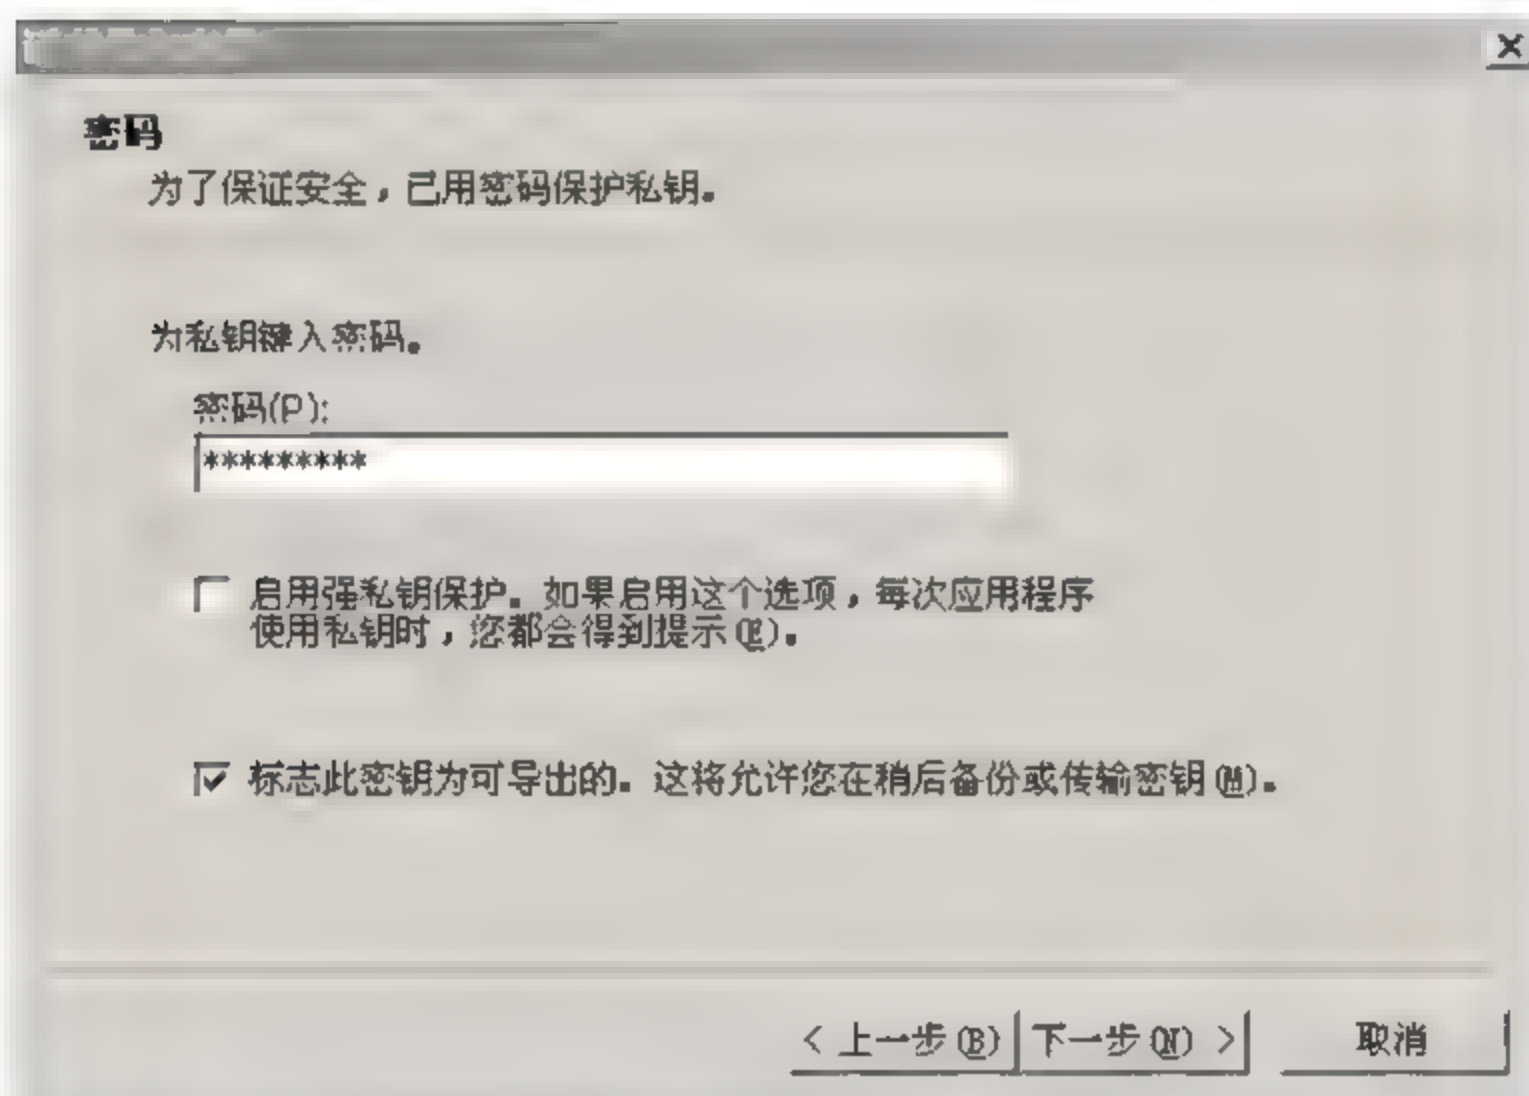 密码
为了保证安全，已用密码保护私钥。
为私钥键入密码。
密码(P):
*********
启用强私钥保护。如果启用这个选项，每次应用程序
使用私钥时，您都会得到提示(E)。
标志此密钥为可导出的。这将允许您在稍后备份或传输密钥(M)。
< 上一步(B) 下一步(N) > 取消